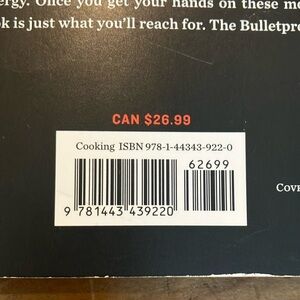 ergy. Once you get your hands on these
ok is just what you'll reach for. The
CAN $26.99
Cooking ISBN 978-1-44343-922-0
62699
9 781443 439220